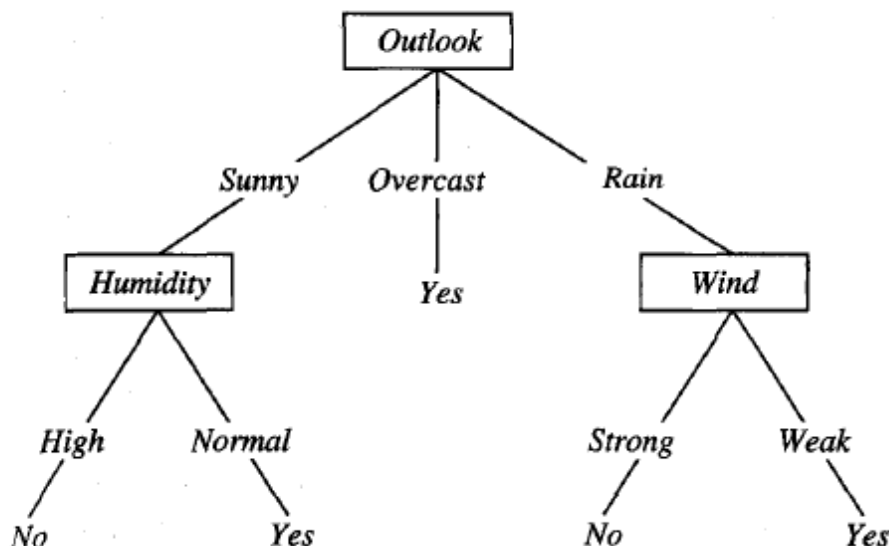 Outlook
Sunny Overcast Rain
Humidity Yes Wind
High Normal Strong Weak
No Yes No Yes